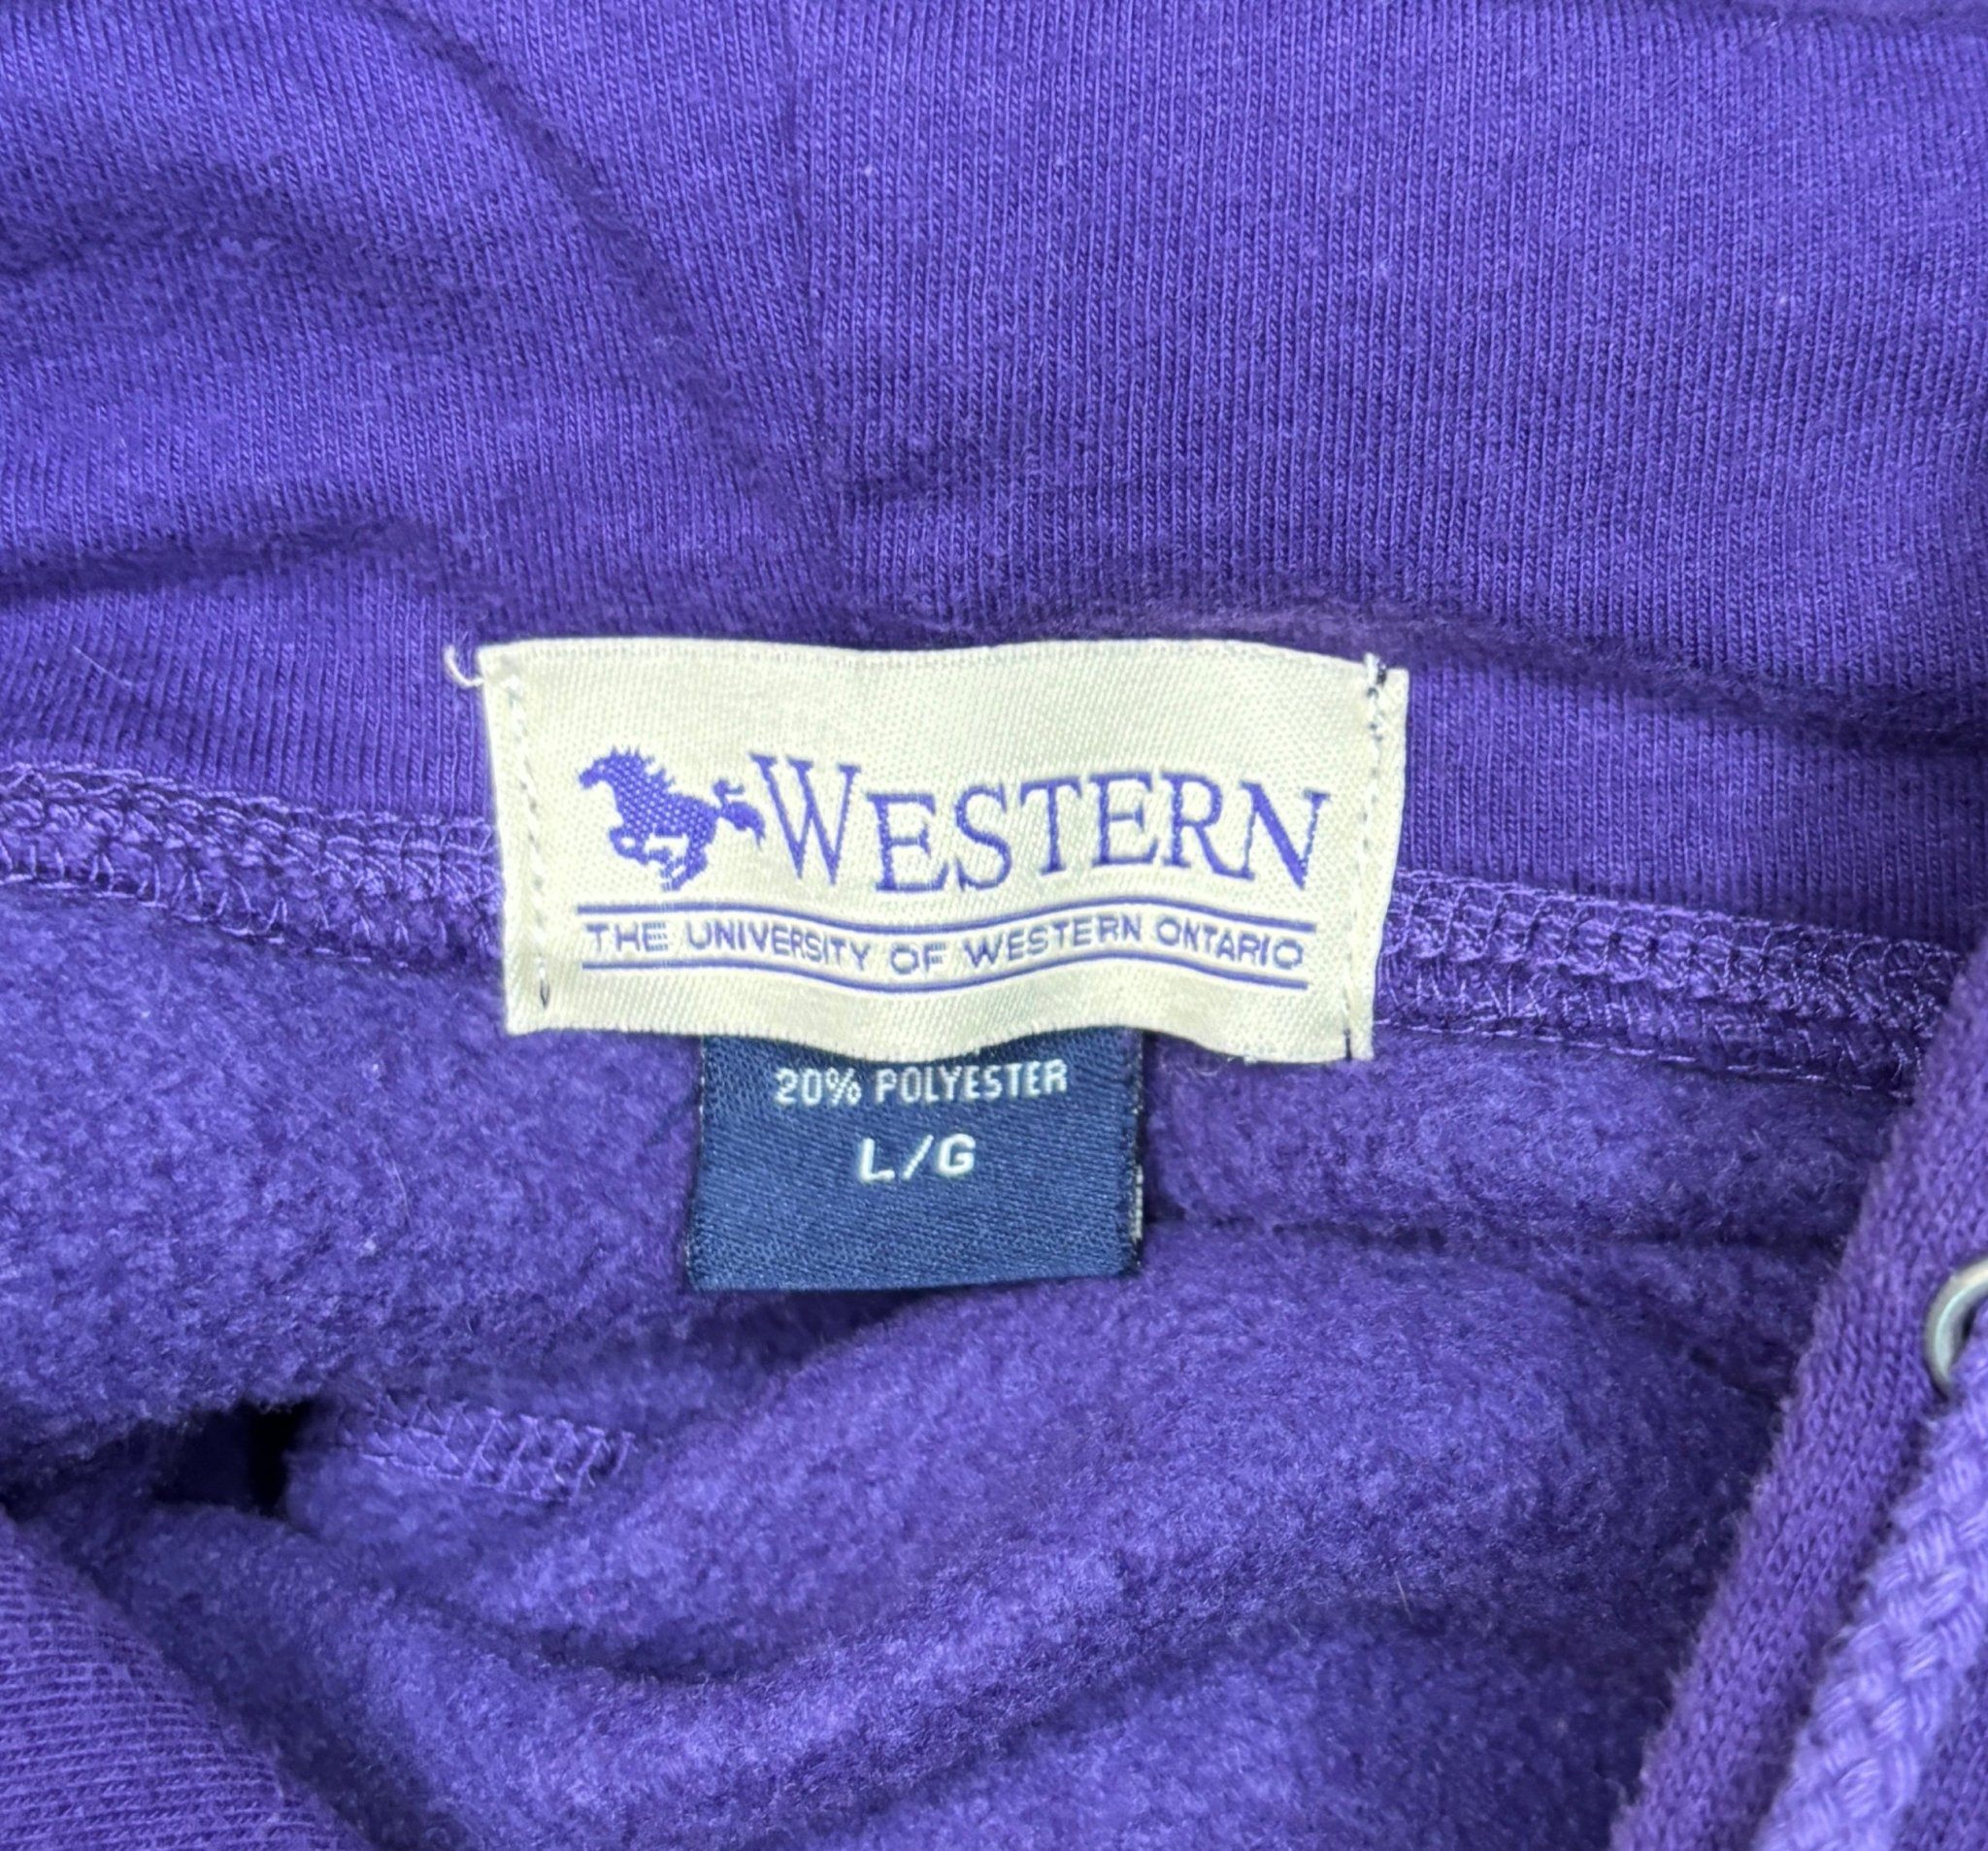 WESTERN
THE UNIVERSITY OF WESTERN ONTARIO
20% POLYESTER
L/G